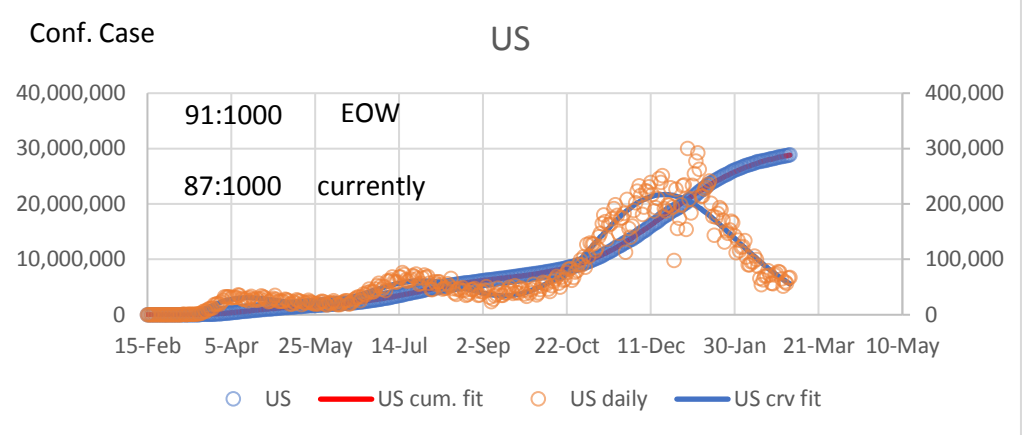 Conf. Case
US
40,000,000
30,000,000
20,000,000
10,000,000
0
400,000
300,000
200,000
100,000
0
91:1000 EOW
87:1000 currently
15-Feb 5-Apr 25-May 14-Jul 2-Sep 22-Oct 11-Dec 30-Jan 21-Mar 10-May
US US cum. fit US daily US crv fit